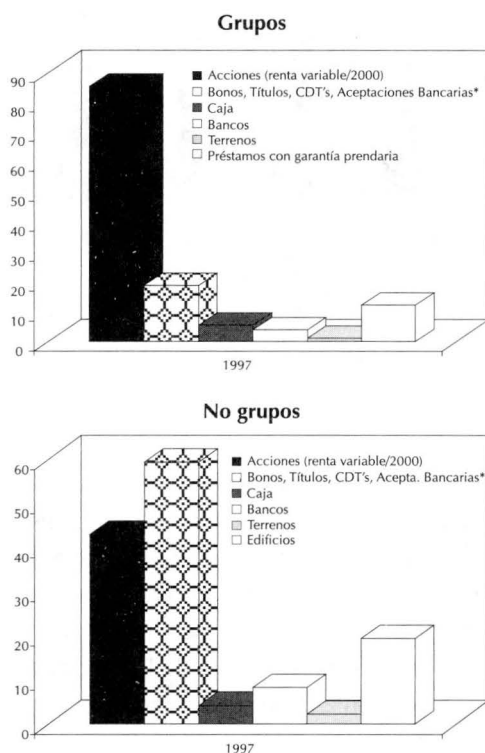 Grupos
90
80
70
60
50
40
30
20
10
0
Acciones (renta variable/2000)
Bonos, Títulos, CDT's, Aceptaciones Bancarias*
Caja
Bancos
Terrenos
Préstamos con garantía prendaria
1997
No grupos
60
50
40
30
20
10
0
Acciones (renta variable/2000)
Bonos, Títulos, CDT's, Acepta. Bancarias*
Caja
Bancos
Terrenos
Edificios
1997